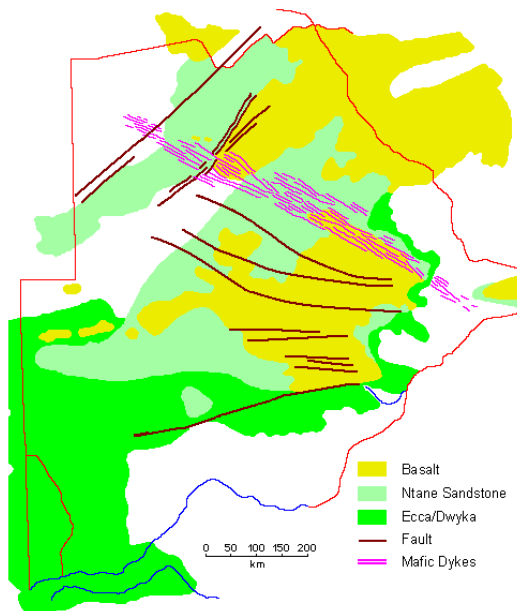 Basalt
Ntane Sandstone
Ecca/Dwyka
Fault
Mafic Dykes
0 50 100 150 200
km